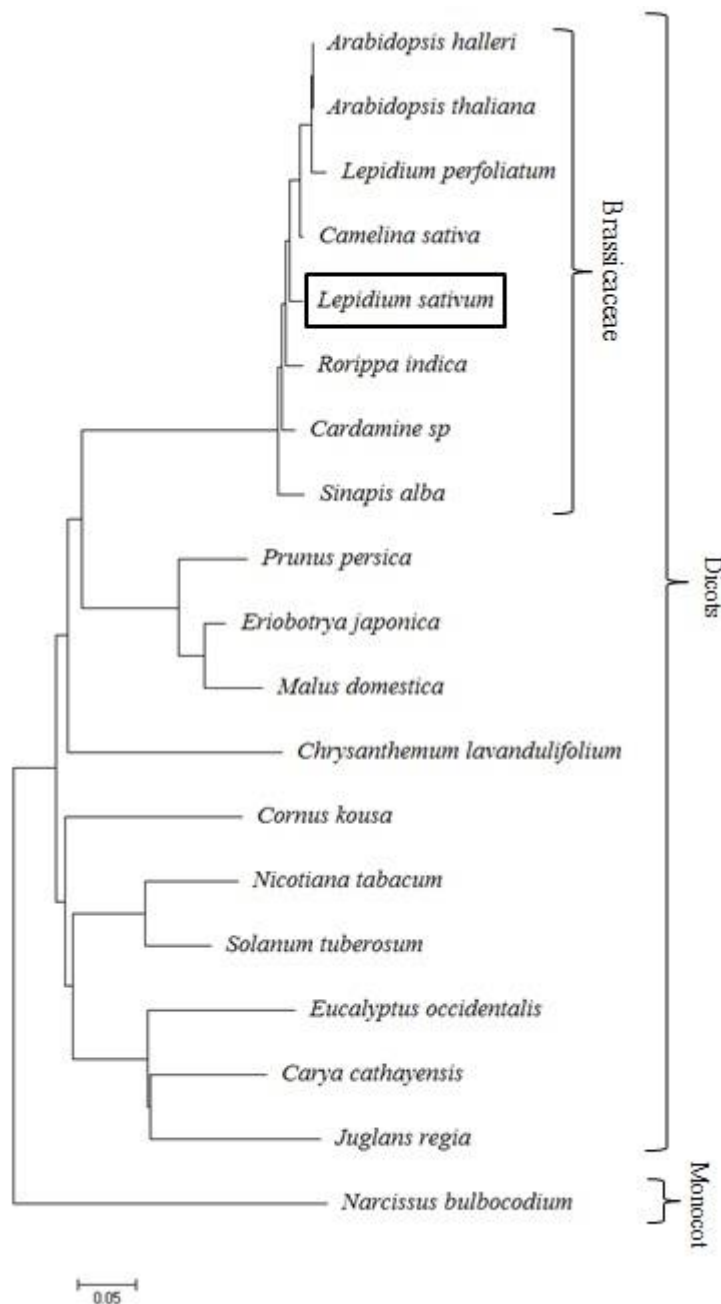 Arabidopsis halleri
Arabidopsis thaliana
Lepidium perfoliatum
Camelina sativa
Lepidium sativum
Rorippa indica
Cardamine sp
Sinapis alba
Brassicaceae
Prunus persica
Eriobotrya japonica
Malus domestica
Chrysanthemum lavandulifolium
Cornus kousa
Nicotiana tabacum
Solanum tuberosum
Eucalyptus occidentalis
Carya cathayensis
Juglans regia
Dicots
Narcissus bulbocodium
Monocot
0.05